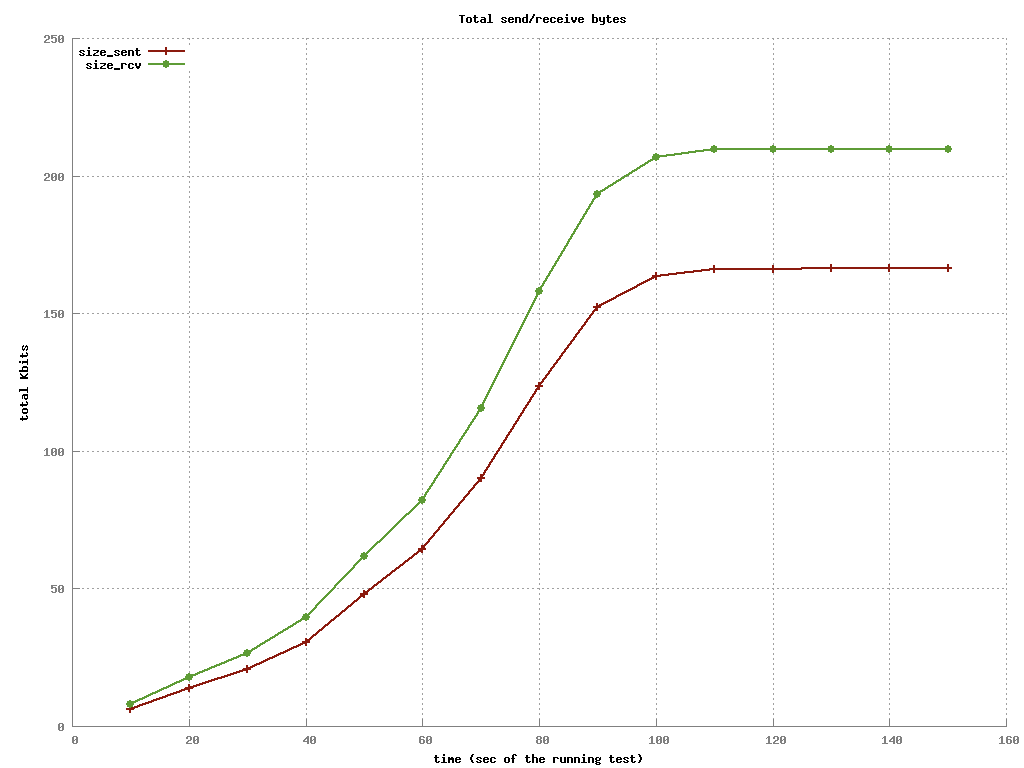 Total send/receive bytes
250
size_sent
size_rcv
200
150
total Kbits
100
50
0
0 20 40 60 80 100 120 140 160
time (sec of the running test)